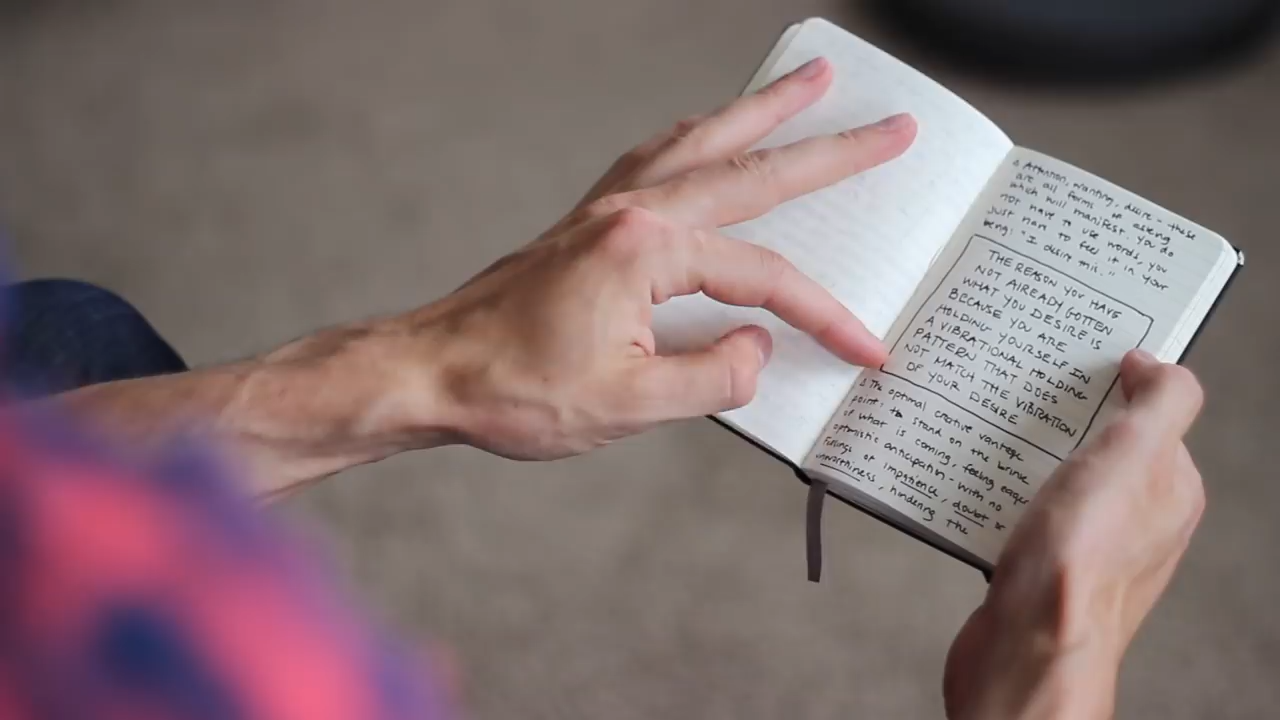 △ Attention, wanting, desire - these
are all forms of asking
which will manifest. You do
not have to use words, you
just have to feel it in your
being: "I desire this."
THE REASON YOU HAVE
NOT AlREADY GOTTEN
WHAT YOU DESIRE IS
BECAUSE YOU ARE
HOLDING YOURSELF IN
A VIBRATIONAL HOLDING
PATTERN THAT DOES
NOT MATCH THE VIBRATION
OF YOUR DESIRE
△ The optimal creative vantage
point: to stand on the brink
of what is coming, feeling eager
optimistic anticipation - with no
feelings of impatience, doubt or
unworthiness, hindering the